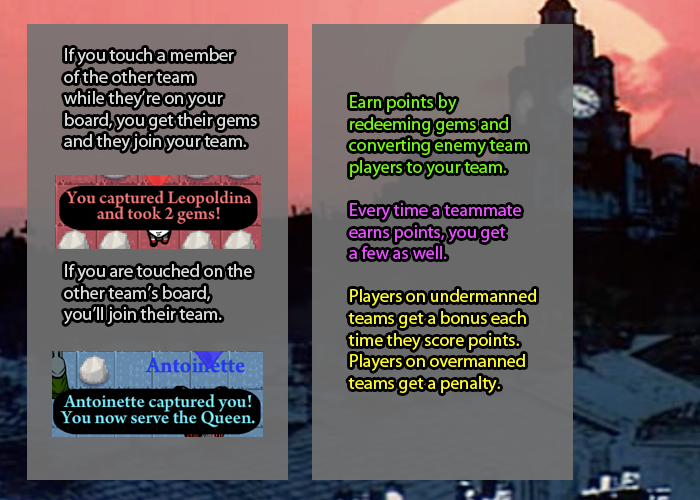 If you touch a member
of the other team
while they're on your
board, you get their gems
and they join your team.
You captured Leopoldina
and took 2 gems!
If you are touched on the
other team's board,
you'll join their team.
Antoinette
Antoinette captured you!
You now serve the Queen.
Earn points by
redeeming gems and
converting enemy team
players to your team.
Every time a teammate
earns points, you get
a few as well.
Players on undermanned
teams get a bonus each
time they score points.
Players on overmanned
teams get a penalty.